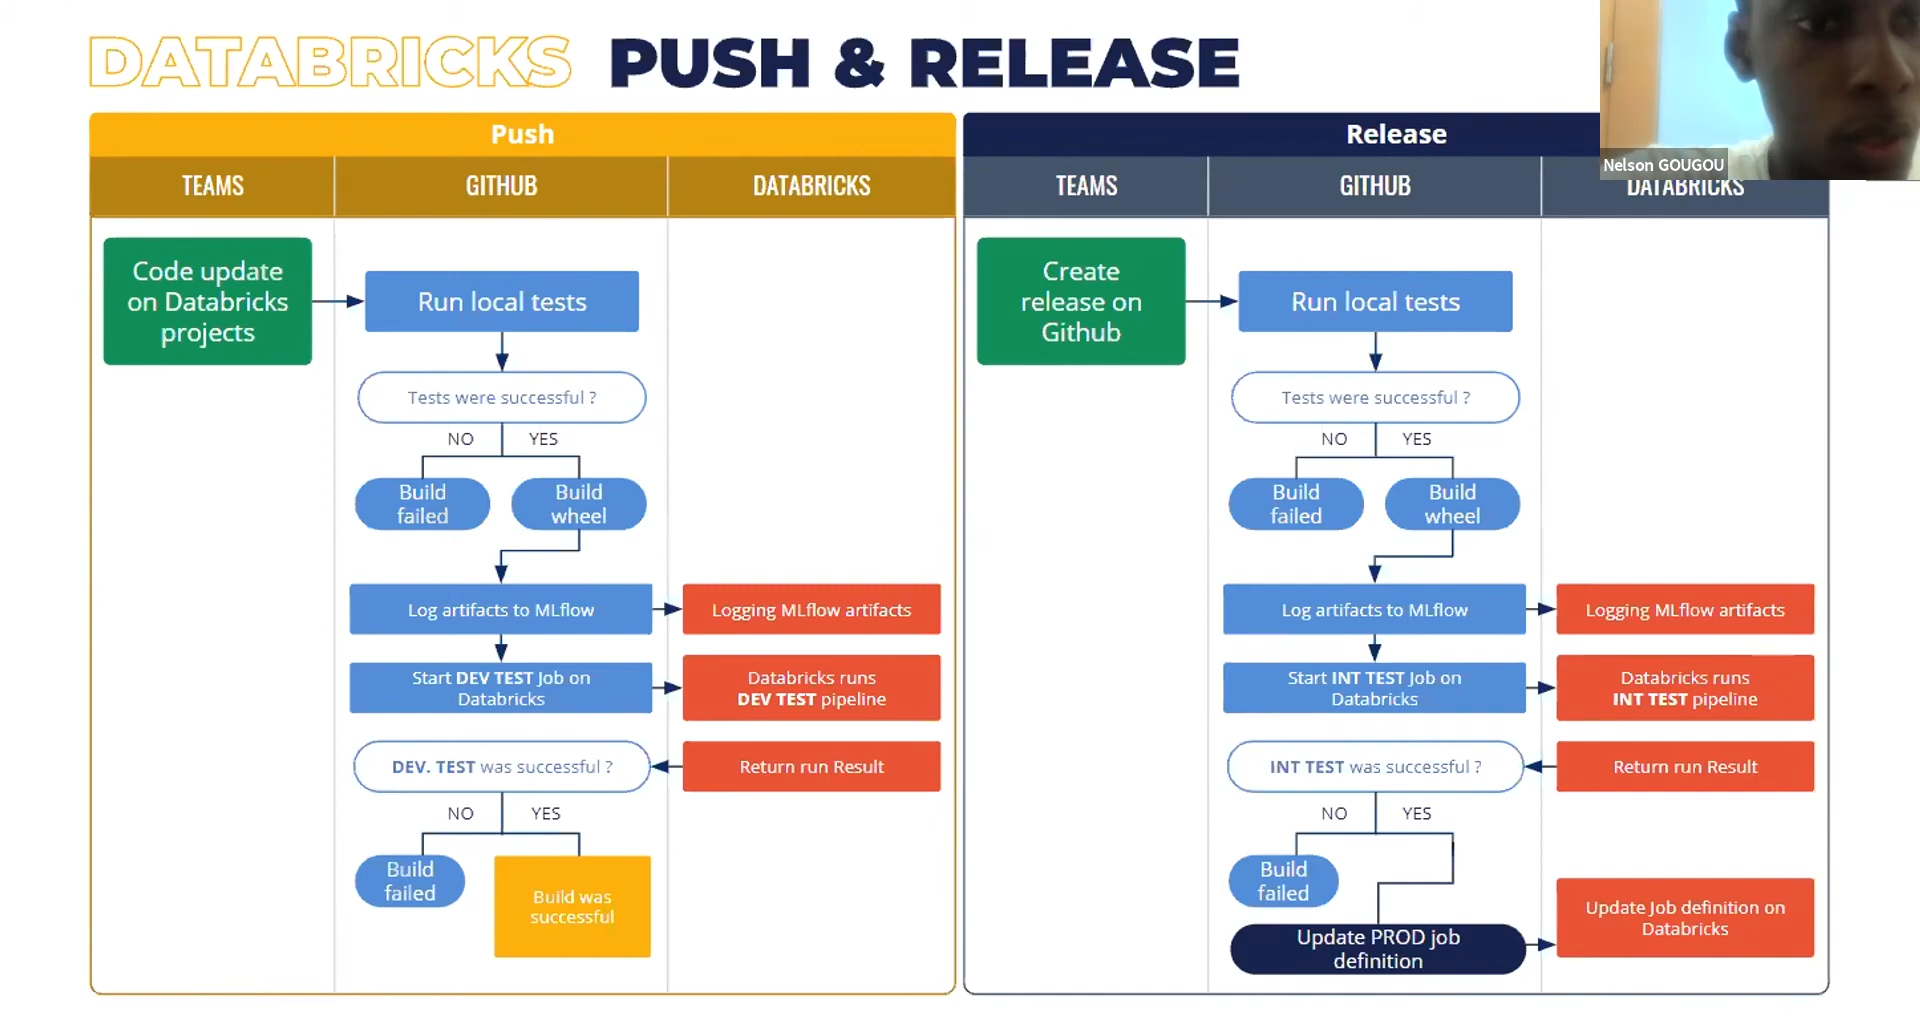 DATABRICKS PUSH & RELEASE
Nelson GOUGOU
Push
TEAMS
GITHUB
DATABRICKS
Code update
on Databricks
projects
Run local tests
Tests were successful ?
NO
YES
Build
failed
Build
wheel
Log artifacts to MLflow
Logging MLflow artifacts
Start DEV TEST Job on
Databricks
Databricks runs
DEV TEST pipeline
DEV. TEST was successful ?
Return run Result
NO
YES
Build
failed
Build was
successful
Release
TEAMS
GITHUB
DATABRICKS
Create
release on
Github
Run local tests
Tests were successful ?
NO
YES
Build
failed
Build
wheel
Log artifacts to MLflow
Logging MLflow artifacts
Start INT TEST Job on
Databricks
Databricks runs
INT TEST pipeline
INT TEST was successful ?
Return run Result
NO
YES
Build
failed
Update PROD job
definition
Update Job definition on
Databricks